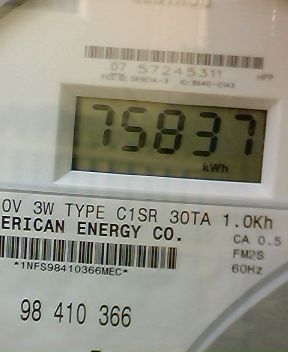 07 57245311
HPP
75837
kWh
0V 3W TYPE C1SR 30TA 1.0Kh
ERICAN ENERGY CO.
CA 0.5
FM2S
*1NFS98410366MEC*
60Hz
98 410 366